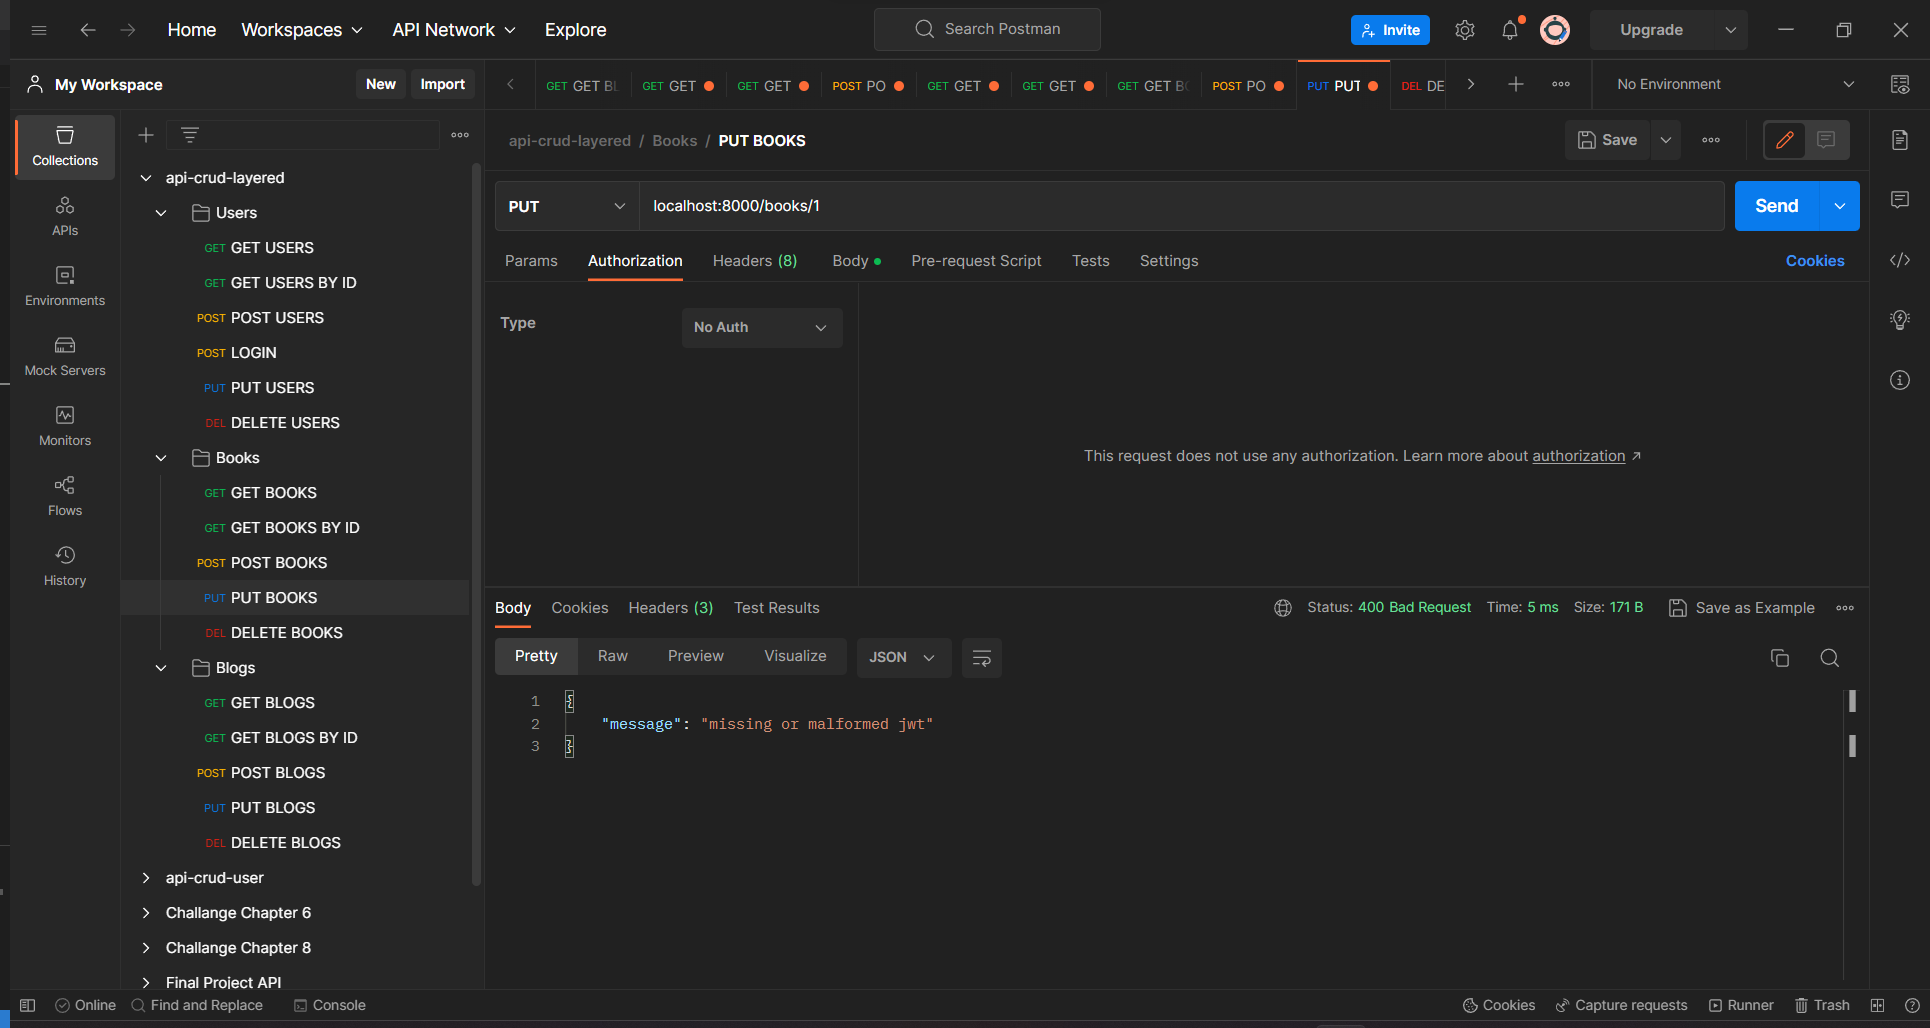 Home Workspaces API Network Explore Search Postman Invite Upgrade
My Workspace New Import GET GET BL GET GET GET GET POST PO GET GET GET GET GET GET BO POST PO PUT PUT DEL DE No Environment
Collections
APIs
Environments
Mock Servers
Monitors
Flows
History
api-crud-layered
Users
GET GET USERS
GET GET USERS BY ID
POST POST USERS
POST LOGIN
PUT PUT USERS
DEL DELETE USERS
Books
GET GET BOOKS
GET GET BOOKS BY ID
POST POST BOOKS
PUT PUT BOOKS
DEL DELETE BOOKS
Blogs
GET GET BLOGS
GET GET BLOGS BY ID
POST POST BLOGS
PUT PUT BLOGS
DEL DELETE BLOGS
api-crud-user
Challange Chapter 6
Challange Chapter 8
Final Project API
api-crud-layered / Books / PUT BOOKS Save
PUT localhost:8000/books/1 Send
Params Authorization Headers (8) Body Pre-request Script Tests Settings Cookies
Type No Auth
This request does not use any authorization. Learn more about authorization ↗
Body Cookies Headers (3) Test Results Status: 400 Bad Request Time: 5 ms Size: 171 B Save as Example
Pretty Raw Preview Visualize JSON
1 {
2 "message": "missing or malformed jwt"
3 }
Online Find and Replace Console Cookies Capture requests Runner Trash